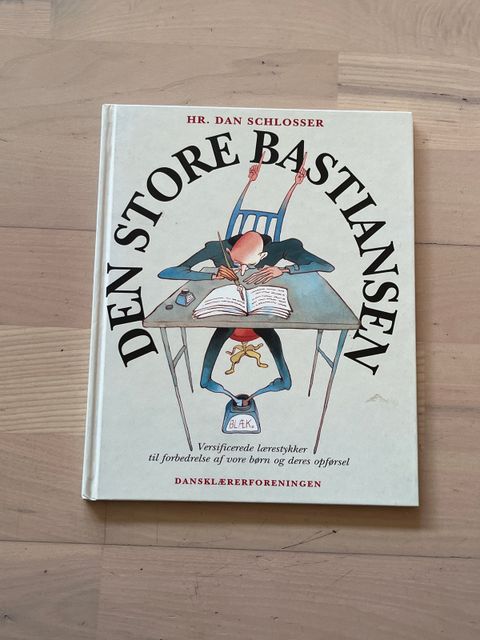 HR. DAN SCHLOSSER
DEN STORE BASTIANSEN
BLÆK.
Versificerede lærestykker
til forbedrelse af vore børn og deres opførsel
DANSKLÆRERFORENINGEN